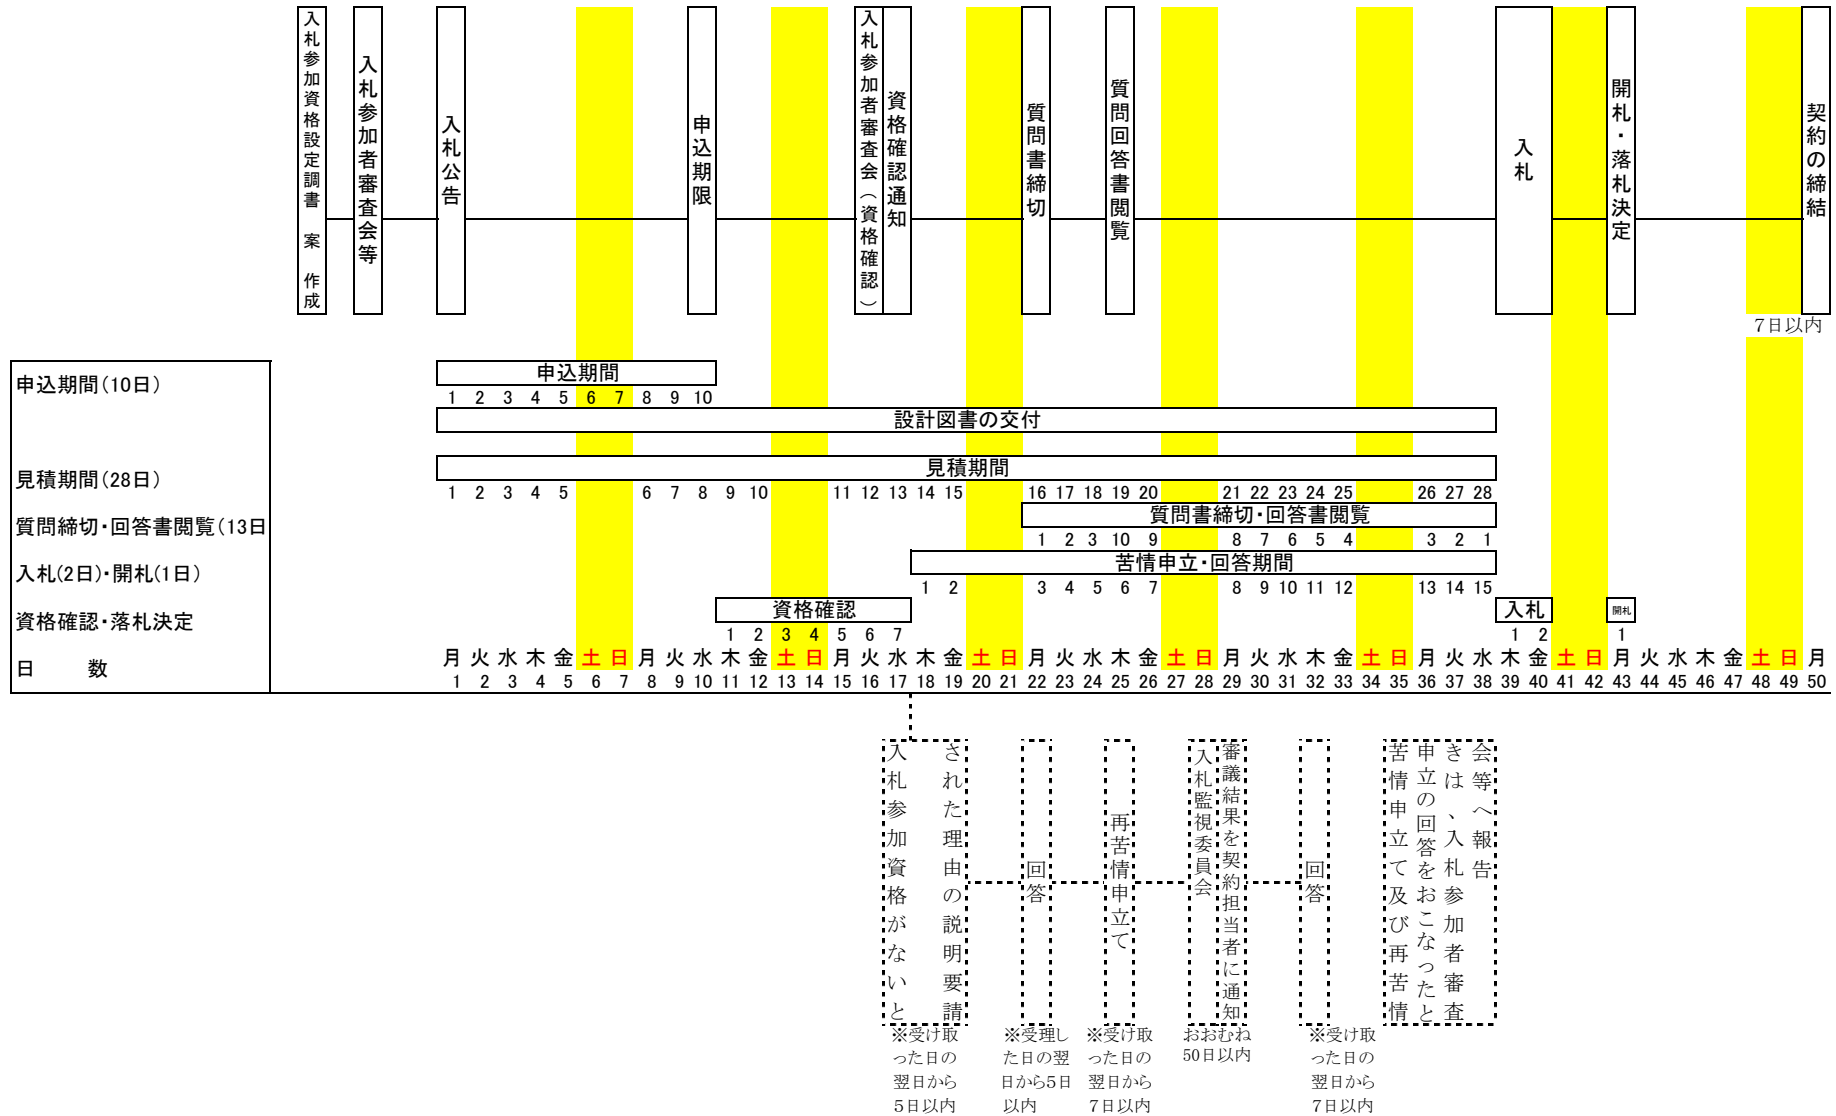 入札参加資格設定調書　案　作成
入札参加者審査会等
入札公告
申込期限
入札参加者審査会（資格確認）
資格確認通知
質問書締切
質問回答書閲覧
入札
開札・落札決定
契約の締結
7日以内
申込期間(10日)
申込期間
1 2 3 4 5 6 7 8 9 10
設計図書の交付
見積期間(28日)
見積期間
1 2 3 4 5 6 7 8 9 10 11 12 13 14 15 16 17 18 19 20 21 22 23 24 25 26 27 28
質問締切・回答書閲覧(13日
質問書締切・回答書閲覧
1 2 3 10 9 8 7 6 5 4 3 2 1
入札(2日)・開札(1日)
苦情申立・回答期間
1 2 3 4 5 6 7 8 9 10 11 12 13 14 15
資格確認・落札決定
資格確認
入札
開札
1 2 3 4 5 6 7 1 2 1
日　数
月 火 水 木 金 土 日 月 火 水 木 金 土 日 月 火 水 木 金 土 日 月 火 水 木 金 土 日 月 火 水 木 金 土 日 月 火 水 木 金 土 日 月 火 水 木 金 土 日 月
1 2 3 4 5 6 7 8 9 10 11 12 13 14 15 16 17 18 19 20 21 22 23 24 25 26 27 28 29 30 31 32 33 34 35 36 37 38 39 40 41 42 43 44 45 46 47 48 49 50
入札参加資格がないと
された理由の説明要請
※受け取
った日の
翌日から
5日以内
回答
※受理し
た日の翌
日から5日
以内
再苦情申立て
※受け取
った日の
翌日から
7日以内
入札監視委員会
審議結果を契約担当者に通知
おおむね
50日以内
回答
※受け取
った日の
翌日から
7日以内
苦情申立て及び再苦情
申立の回答をおこなったと
きは、入札参加者審査
会等へ報告